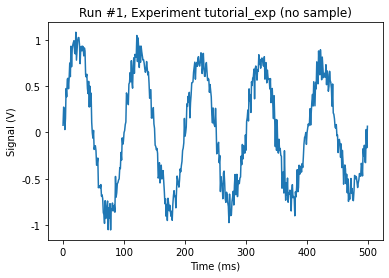 Run #1, Experiment tutorial_exp (no sample)
Signal (V)
1
0.5
0
-0.5
-1
0 100 200 300 400 500
Time (ms)